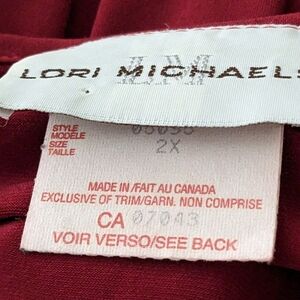 LORI MICHAELS
LM
STYLE
MODELE
SIZE 2X
TAILLE
MADE IN/FAIT AU CANADA
EXCLUSIVE OF TRIM/GARN. NON COMPRISE
CA 07043
VOIR VERSO/SEE BACK